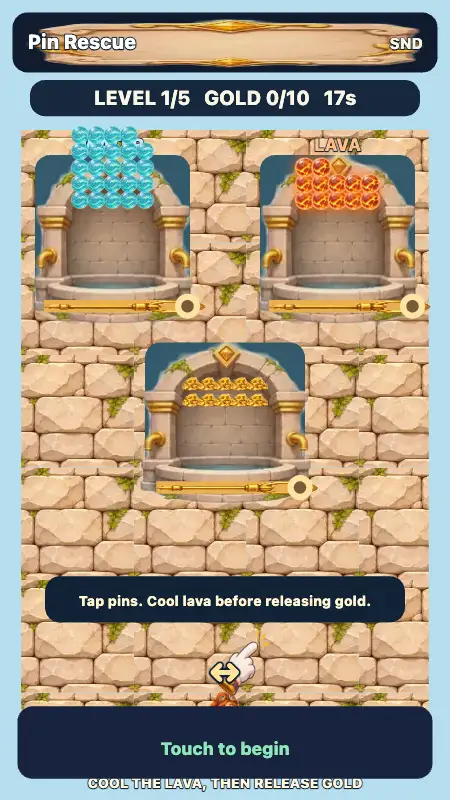 Pin Rescue
SND
LEVEL 1/5 GOLD 0/10 17s
LAVA
Tap pins. Cool lava before releasing gold.
Touch to begin
COOL THE LAVA, THEN RELEASE GOLD